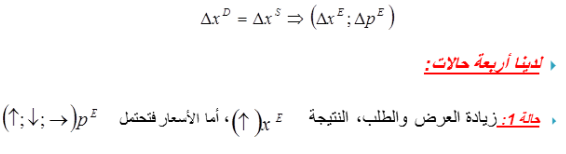 Δx^D = Δx^S ⇒ (Δx^E ; Δp^E)
لدينا أربعة حالات:
حالة 1: زيادة العرض والطلب، النتيجة x^E(↑)، أما الأسعار فتحتمل p^E(↑;↓;→)